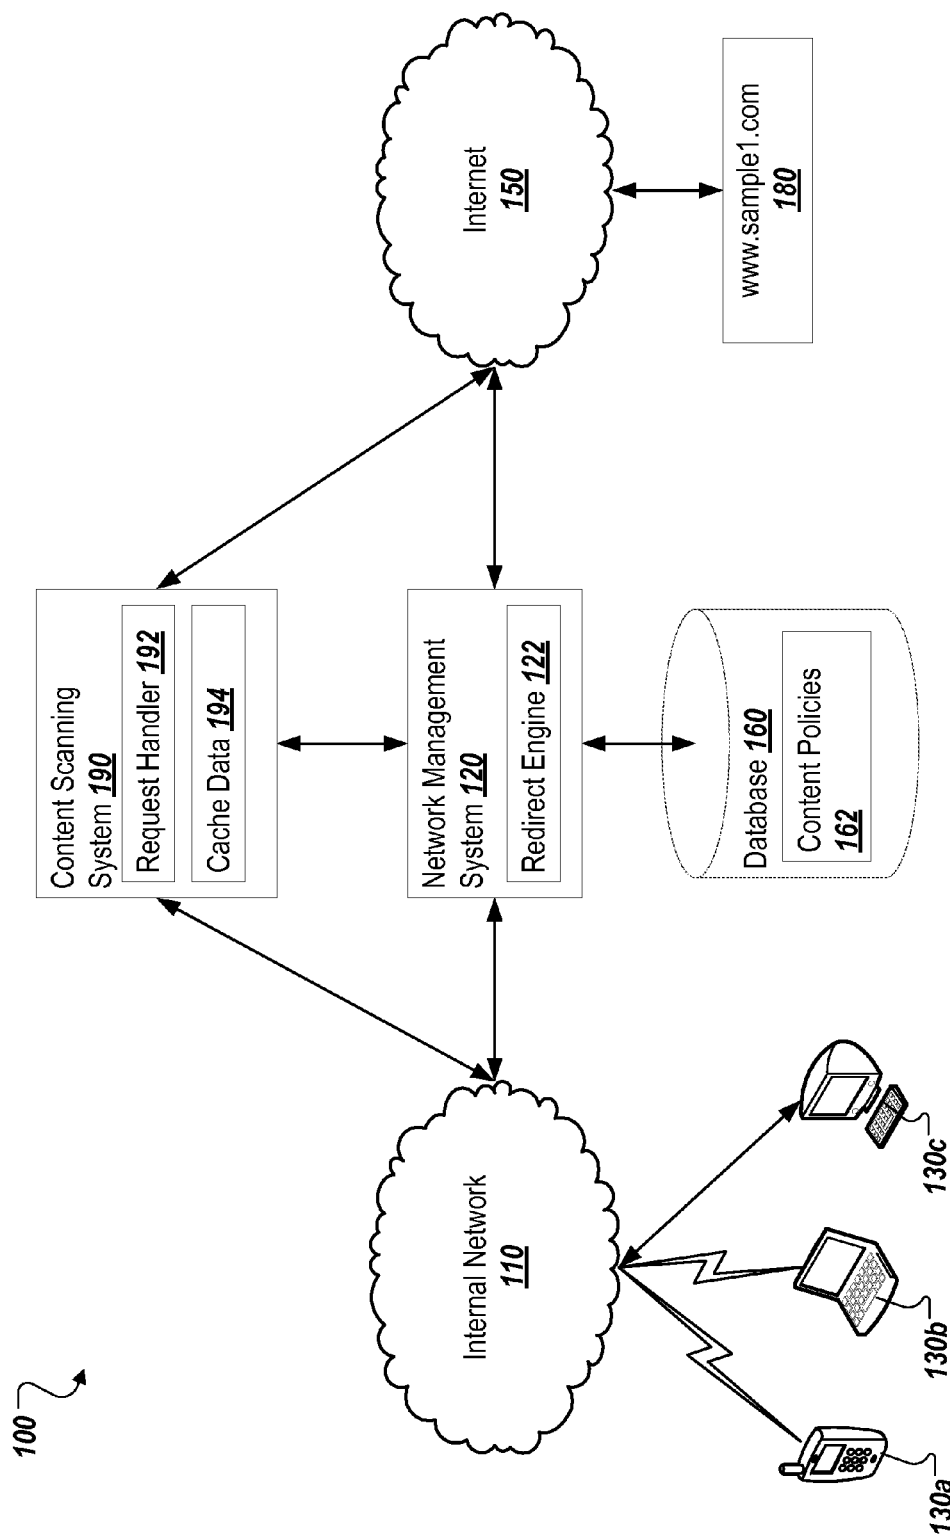 100
Content Scanning
System 190
Request Handler 192
Cache Data 194
Internal Network
110
Network Management
System 120
Redirect Engine 122
Internet
150
Database 160
Content Policies
162
www.sample1.com
180
130a
130b
130c